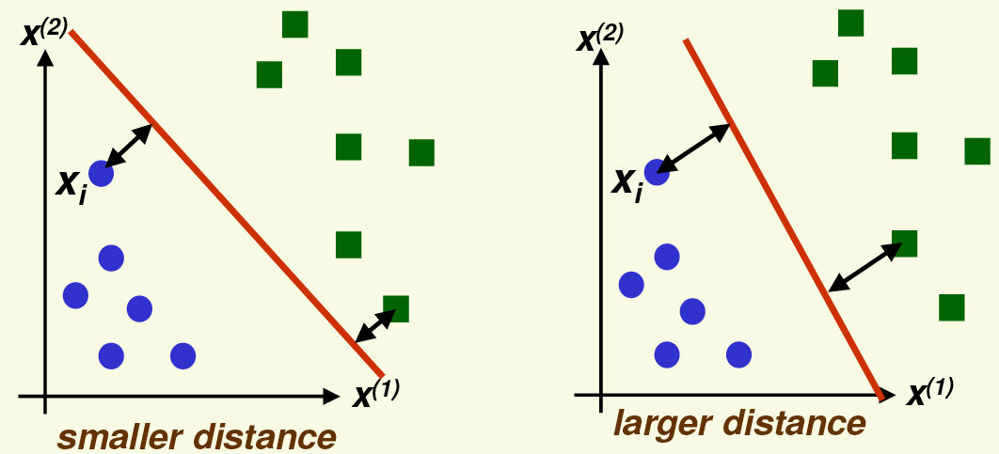 x(2)
xi
x(1)
smaller distance
x(2)
xi
x(1)
larger distance